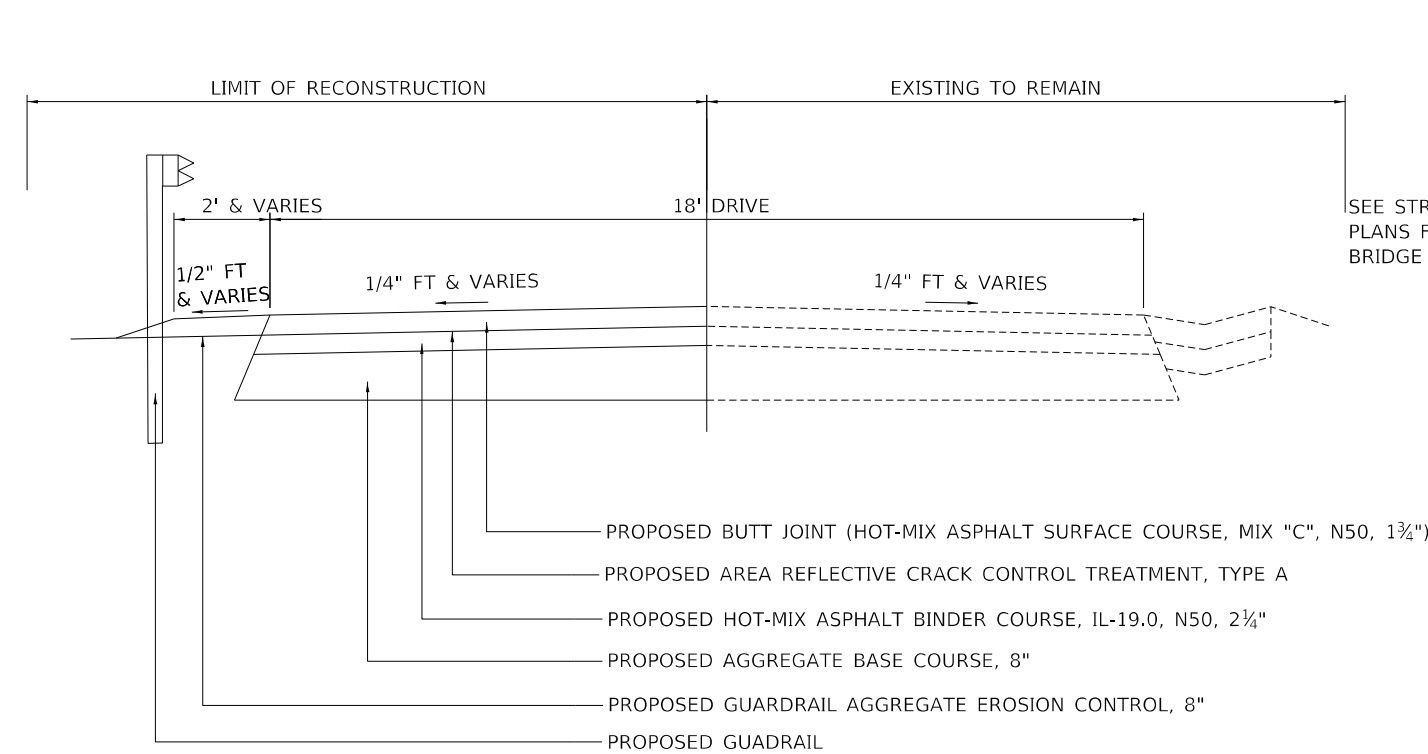 LIMIT OF RECONSTRUCTION
EXISTING TO REMAIN
2' & VARIES
18' DRIVE
SEE
PLANS
BRIDGE
1/2" FT
& VARIES
1/4" FT & VARIES
1/4" FT & VARIES
PROPOSED BUTT JOINT (HOT-MIX ASPHALT SURFACE COURSE, MIX "C", N50, 1¾")
PROPOSED AREA REFLECTIVE CRACK CONTROL TREATMENT, TYPE A
PROPOSED HOT-MIX ASPHALT BINDER COURSE, IL-19.0, N50, 2¼"
PROPOSED AGGREGATE BASE COURSE, 8"
PROPOSED GUARDRAIL AGGREGATE EROSION CONTROL, 8"
PROPOSED GUADRAIL